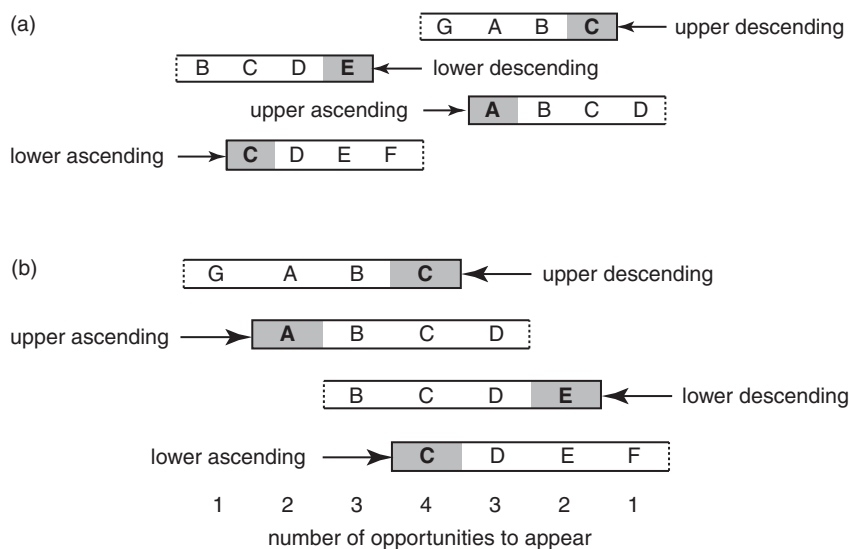 (a)
G A B C upper descending
B C D E lower descending
upper ascending A B C D
lower ascending C D E F
(b)
G A B C upper descending
upper ascending A B C D
B C D E lower descending
lower ascending C D E F
1 2 3 4 3 2 1
number of opportunities to appear